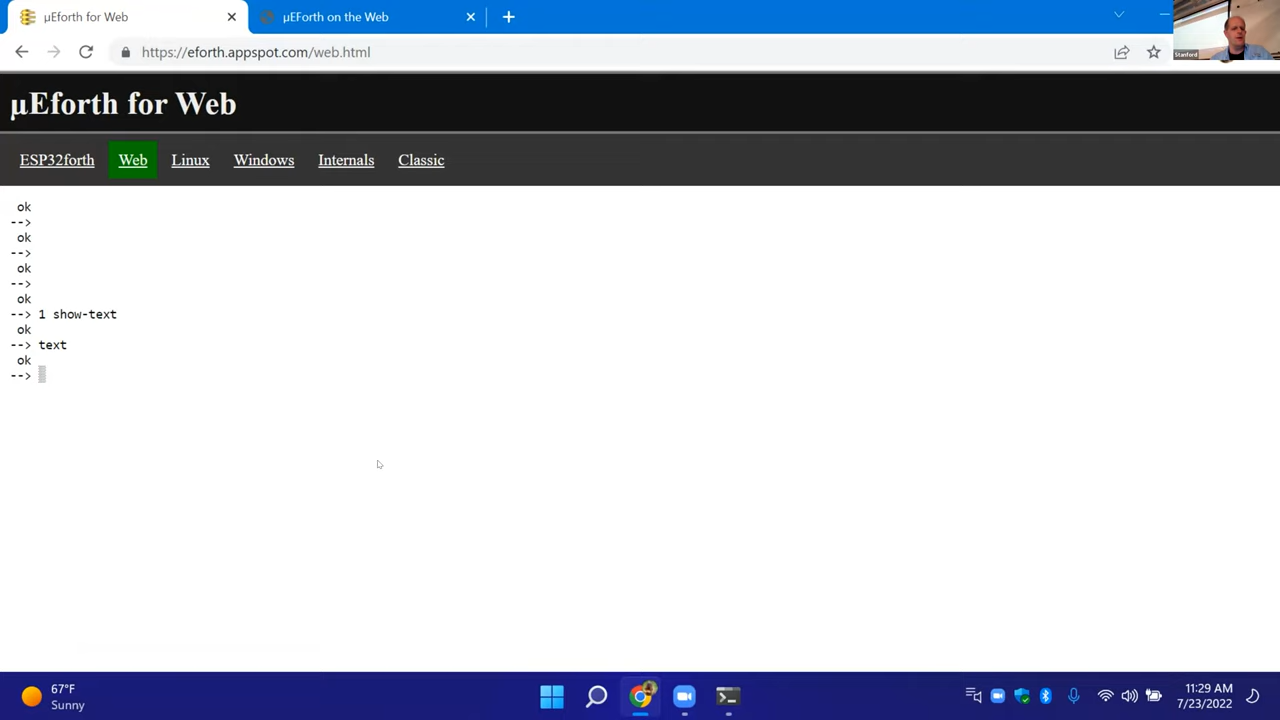 µEforth for Web
µEForth on the Web
https://eforth.appspot.com/web.html
Stanford
µEforth for Web
ESP32forth Web Linux Windows Internals Classic
ok
-->
ok
-->
ok
-->
ok
--> 1 show-text
ok
--> text
ok
-->
67°F
Sunny
11:29 AM
7/23/2022